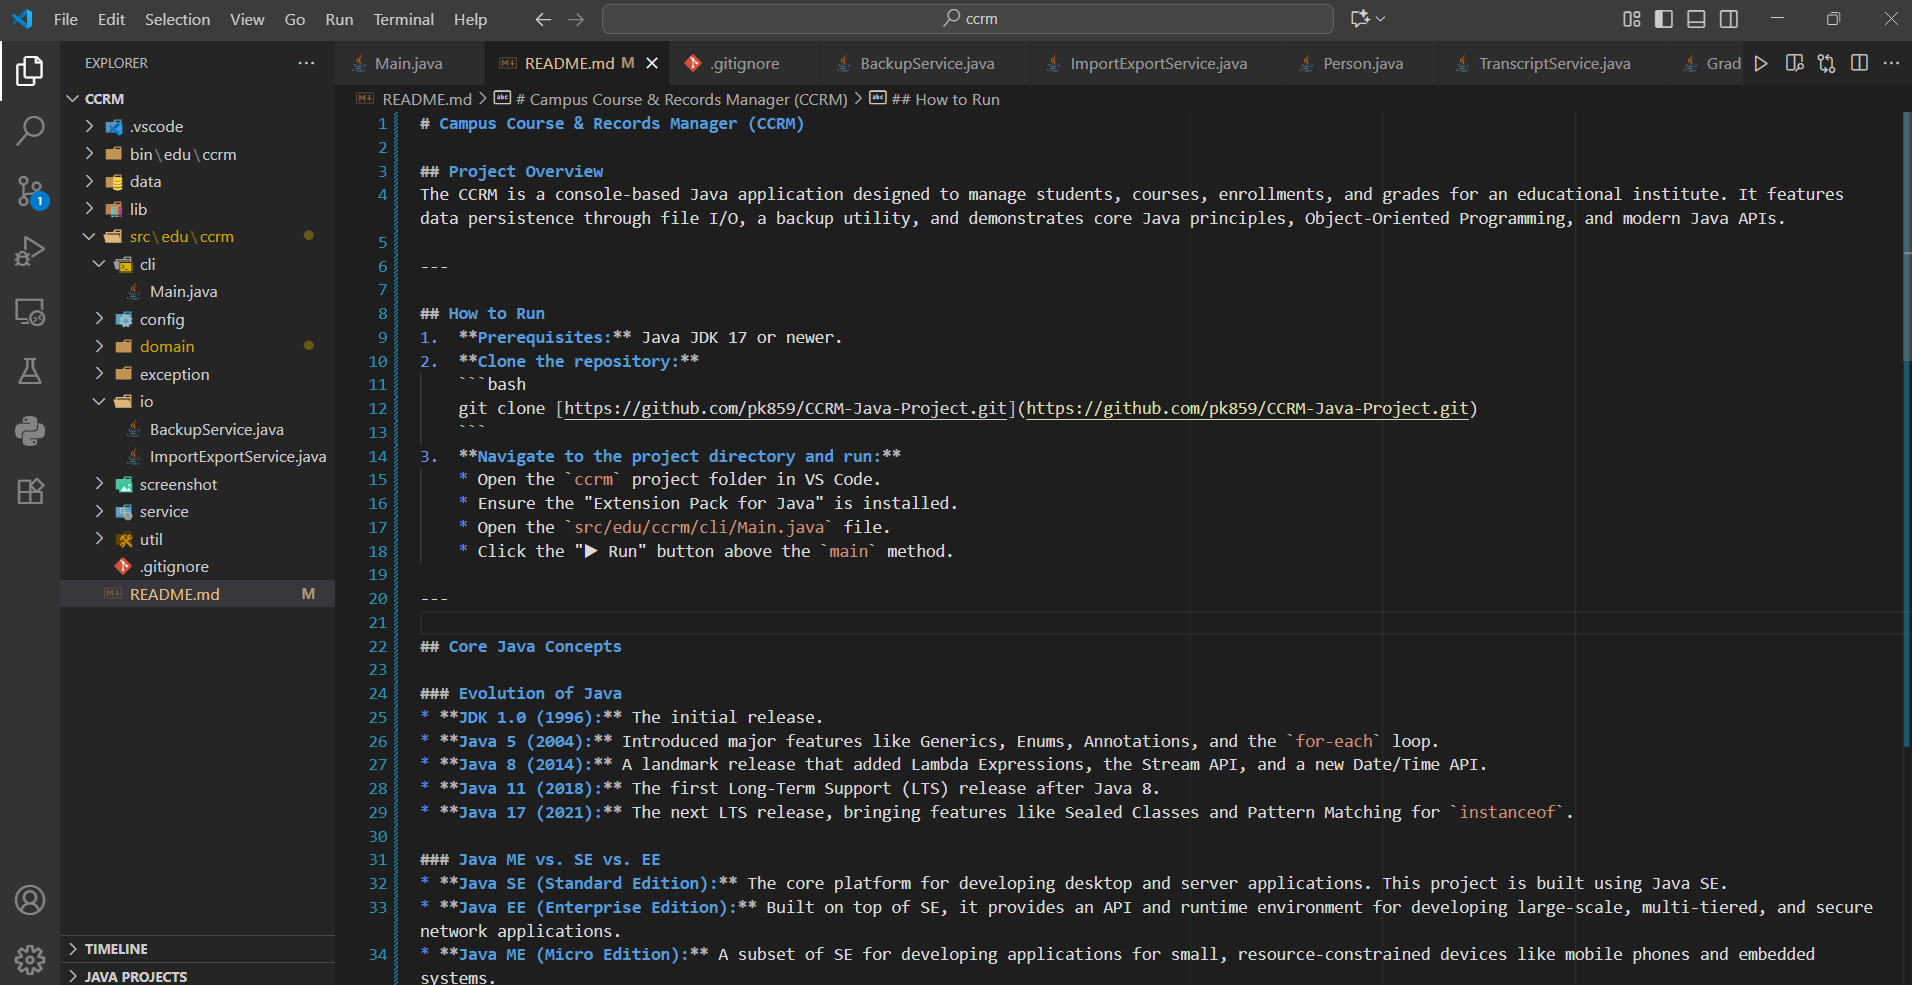 File Edit Selection View Go Run Terminal Help
ccrm
EXPLORER
CCRM
.vscode
bin\edu\ccrm
data
lib
src\edu\ccrm
cli
Main.java
config
domain
exception
io
BackupService.java
ImportExportService.java
screenshot
service
util
.gitignore
README.md M
TIMELINE
JAVA PROJECTS
1
Main.java README.md M .gitignore BackupService.java ImportExportService.java Person.java TranscriptService.java Grad
README.md > # Campus Course & Records Manager (CCRM) > ## How to Run
1 # Campus Course & Records Manager (CCRM)
2
3 ## Project Overview
4 The CCRM is a console-based Java application designed to manage students, courses, enrollments, and grades for an educational institute. It features
data persistence through file I/O, a backup utility, and demonstrates core Java principles, Object-Oriented Programming, and modern Java APIs.
5
6 ---
7
8 ## How to Run
9 1.  **Prerequisites:** Java JDK 17 or newer.
10 2.  **Clone the repository:**
11 ```bash
12 git clone [https://github.com/pk859/CCRM-Java-Project.git](https://github.com/pk859/CCRM-Java-Project.git)
13 ```
14 3.  **Navigate to the project directory and run:**
15 * Open the `ccrm` project folder in VS Code.
16 * Ensure the "Extension Pack for Java" is installed.
17 * Open the `src/edu/ccrm/cli/Main.java` file.
18 * Click the "▶ Run" button above the `main` method.
19
20 ---
21
22 ## Core Java Concepts
23
24 ### Evolution of Java
25 * **JDK 1.0 (1996):** The initial release.
26 * **Java 5 (2004):** Introduced major features like Generics, Enums, Annotations, and the `for-each` loop.
27 * **Java 8 (2014):** A landmark release that added Lambda Expressions, the Stream API, and a new Date/Time API.
28 * **Java 11 (2018):** The first Long-Term Support (LTS) release after Java 8.
29 * **Java 17 (2021):** The next LTS release, bringing features like Sealed Classes and Pattern Matching for `instanceof`.
30
31 ### Java ME vs. SE vs. EE
32 * **Java SE (Standard Edition):** The core platform for developing desktop and server applications. This project is built using Java SE.
33 * **Java EE (Enterprise Edition):** Built on top of SE, it provides an API and runtime environment for developing large-scale, multi-tiered, and secure
network applications.
34 * **Java ME (Micro Edition):** A subset of SE for developing applications for small, resource-constrained devices like mobile phones and embedded
systems.